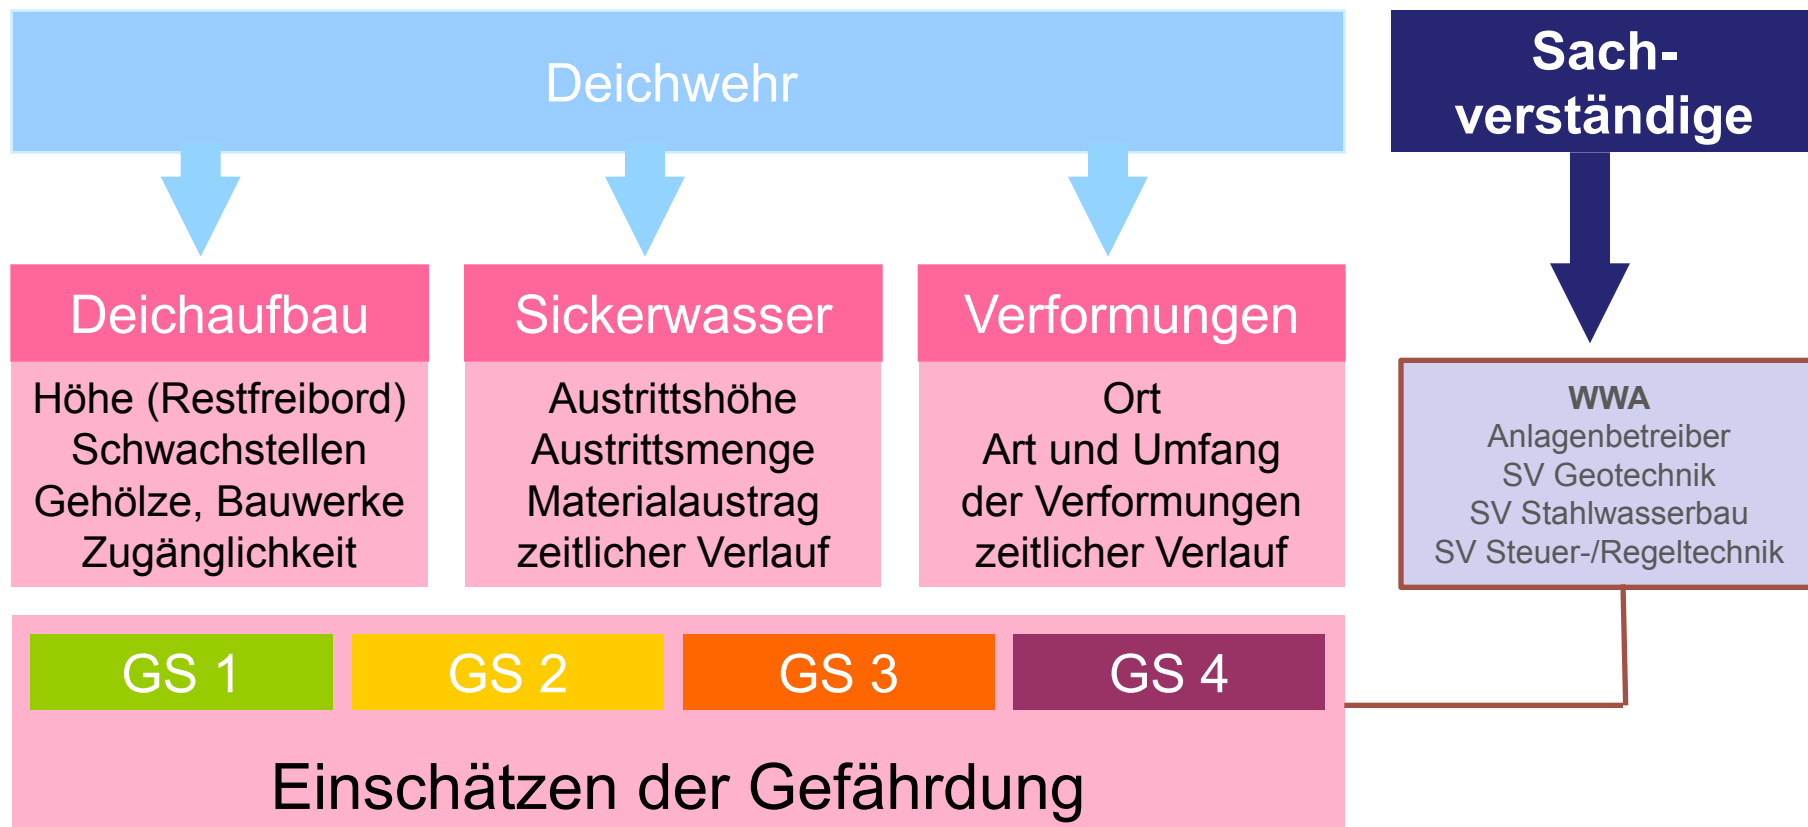 Deichwehr
Sach-
verständige
Deichaufbau
Höhe (Restfreibord)
Schwachstellen
Gehölze, Bauwerke
Zugänglichkeit
Sickerwasser
Austrittshöhe
Austrittsmenge
Materialaustrag
zeitlicher Verlauf
Verformungen
Ort
Art und Umfang
der Verformungen
zeitlicher Verlauf
WWA
Anlagenbetreiber
SV Geotechnik
SV Stahlwasserbau
SV Steuer-/Regeltechnik
GS 1
GS 2
GS 3
GS 4
Einschätzen der Gefährdung